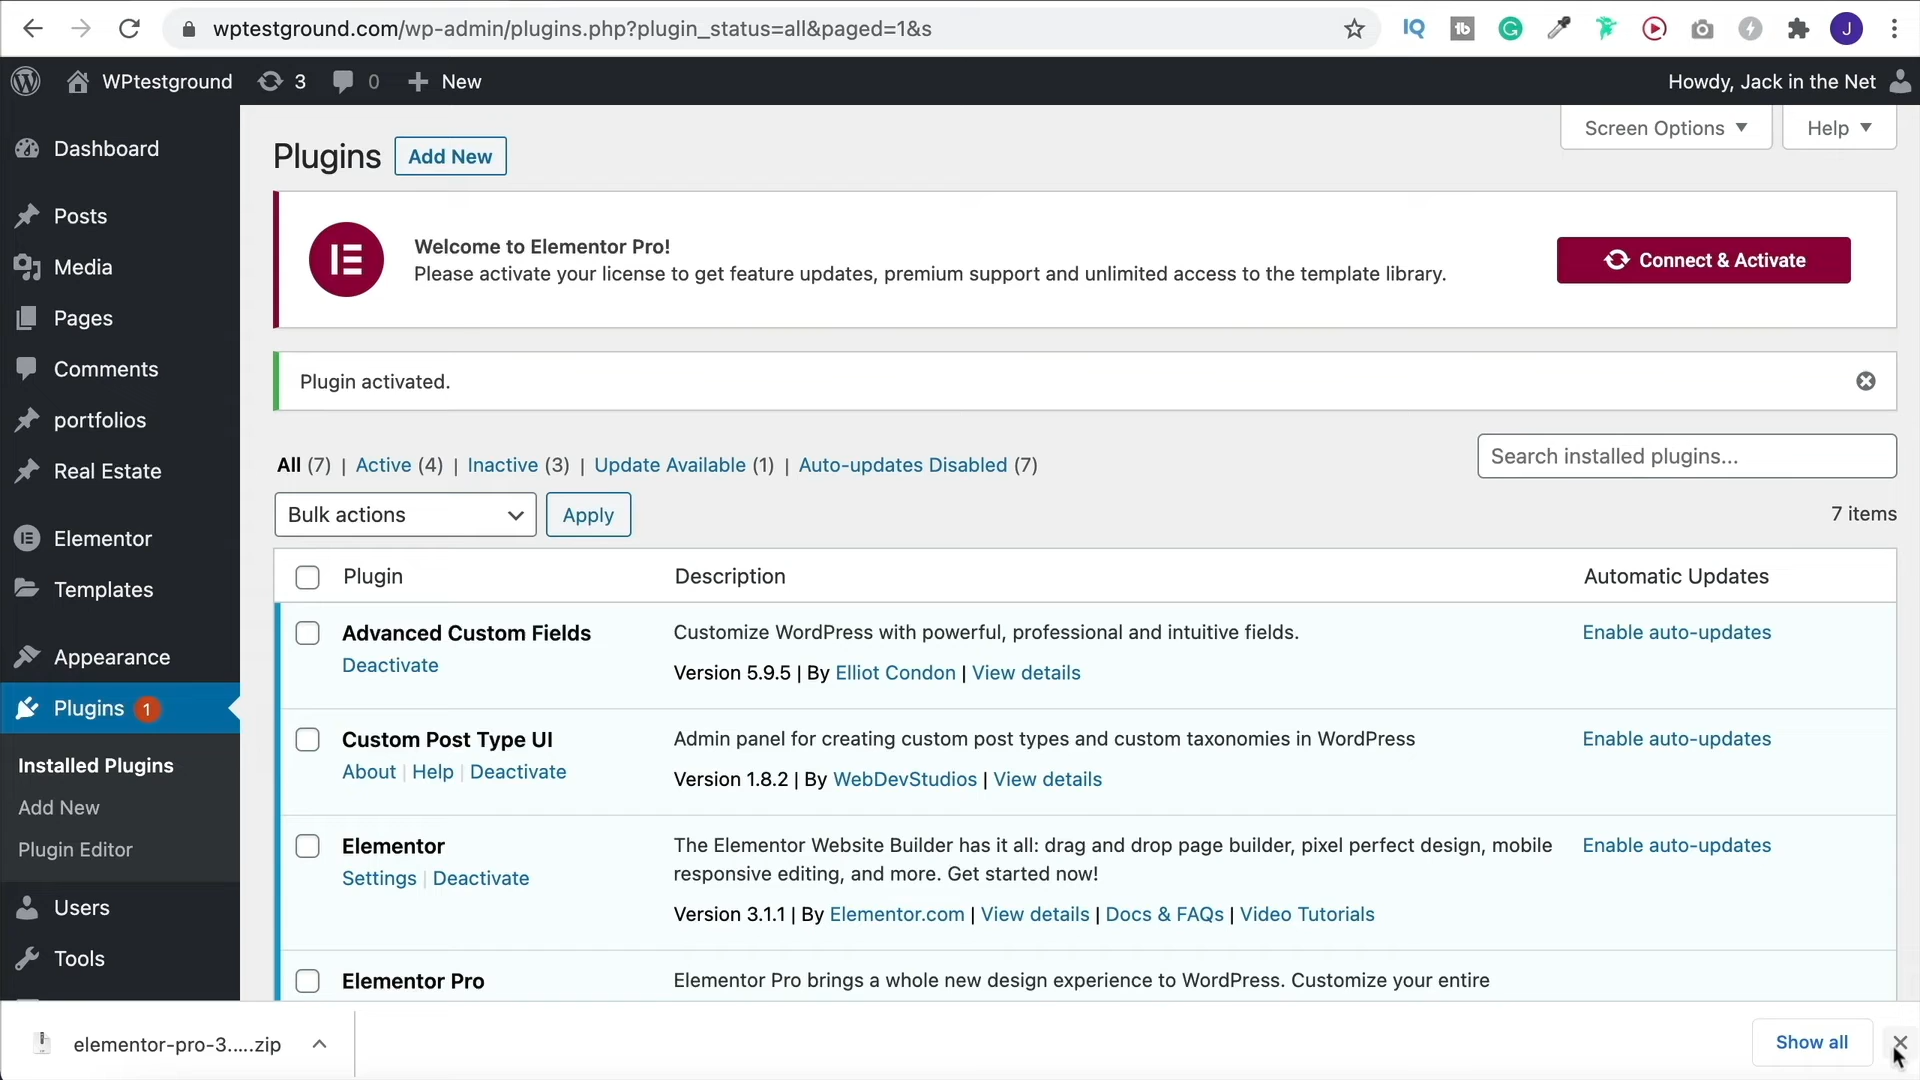 wptestground.com/wp-admin/plugins.php?plugin_status=all&paged=1&s
IQ
tb
G
J
WPtestground
3
0
New
Howdy, Jack in the Net
Screen Options
Help
Dashboard
Posts
Media
Pages
Comments
portfolios
Real Estate
Elementor
Templates
Appearance
Plugins 1
Installed Plugins
Add New
Plugin Editor
Users
Tools
Plugins
Add New
Welcome to Elementor Pro!
Please activate your license to get feature updates, premium support and unlimited access to the template library.
Connect & Activate
Plugin activated.
All (7) | Active (4) | Inactive (3) | Update Available (1) | Auto-updates Disabled (7)
Search installed plugins...
Bulk actions
Apply
7 items
Plugin
Description
Automatic Updates
Advanced Custom Fields
Deactivate
Customize WordPress with powerful, professional and intuitive fields.
Version 5.9.5 | By Elliot Condon | View details
Enable auto-updates
Custom Post Type UI
About | Help | Deactivate
Admin panel for creating custom post types and custom taxonomies in WordPress
Version 1.8.2 | By WebDevStudios | View details
Enable auto-updates
Elementor
Settings | Deactivate
The Elementor Website Builder has it all: drag and drop page builder, pixel perfect design, mobile
responsive editing, and more. Get started now!
Version 3.1.1 | By Elementor.com | View details | Docs & FAQs | Video Tutorials
Enable auto-updates
Elementor Pro
Elementor Pro brings a whole new design experience to WordPress. Customize your entire
elementor-pro-3.....zip
Show all